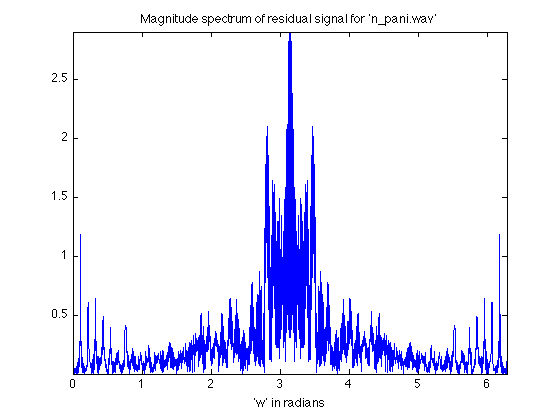 Magnitude spectrum of residual signal for 'n_pani.wav'
2.5
2
1.5
1
0.5
0 1 2 3 4 5 6
'w' in radians